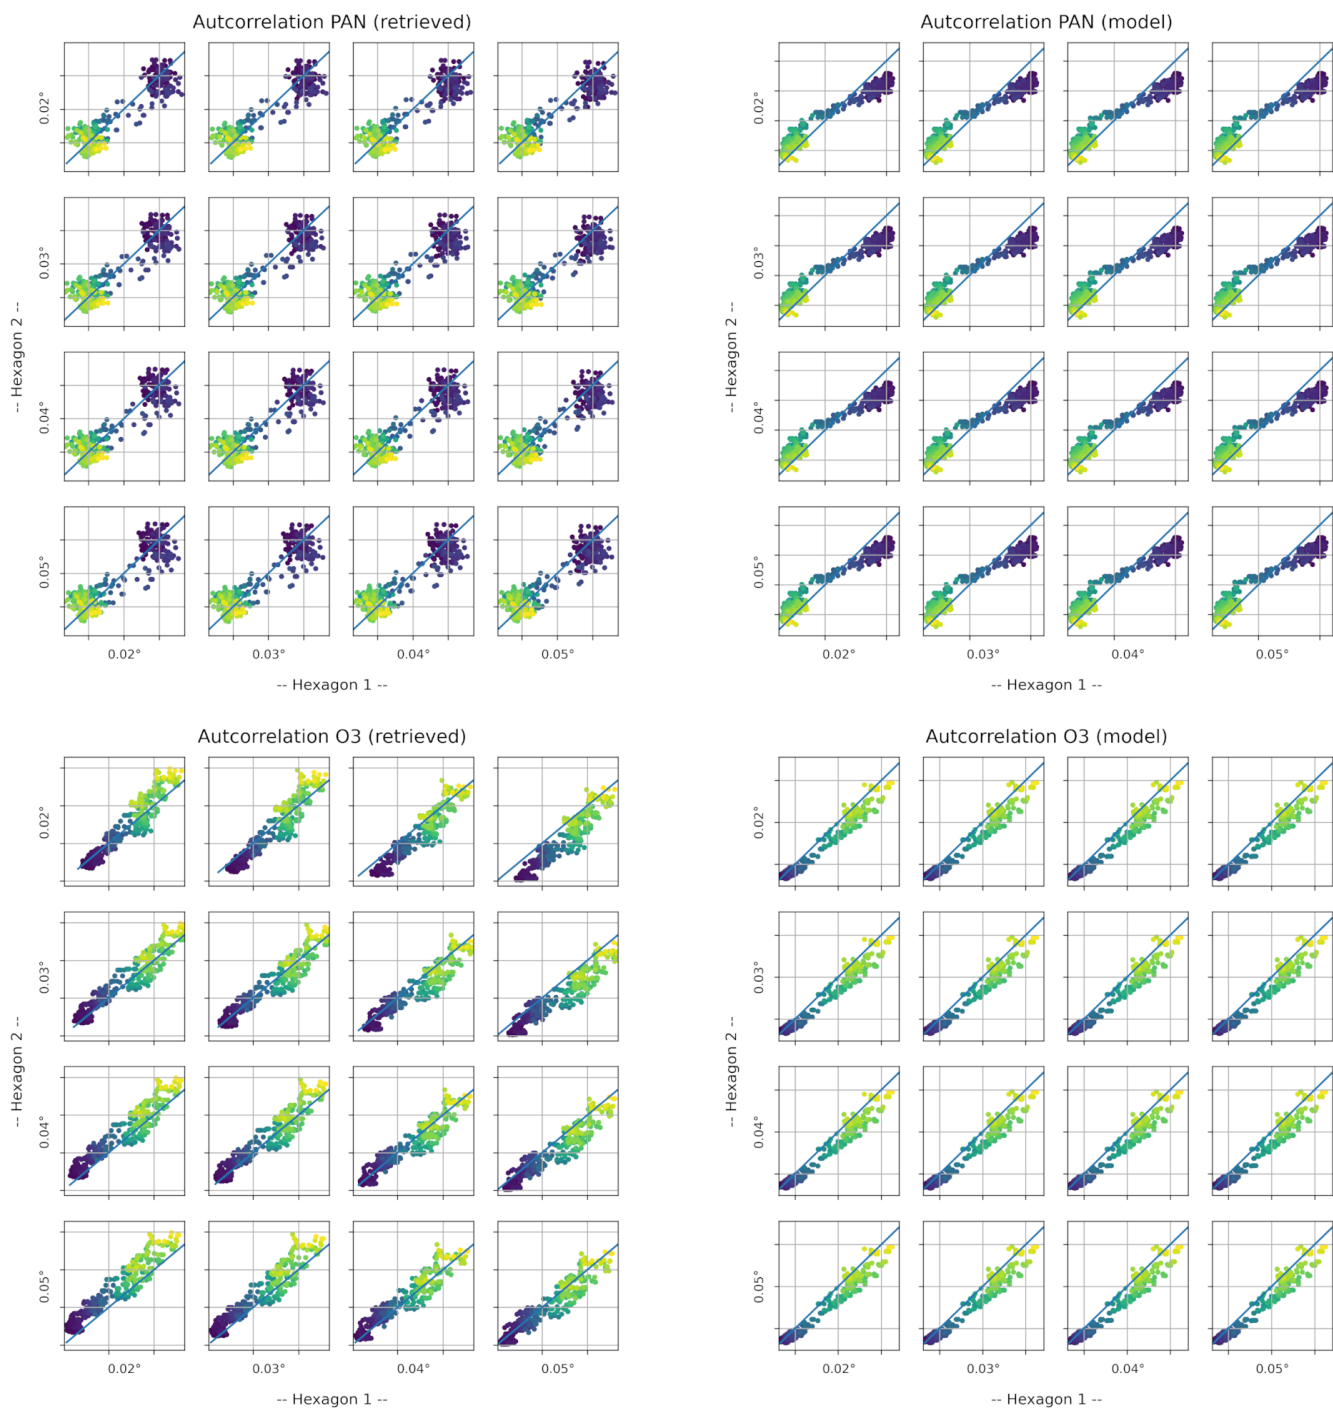 Autcorrelation PAN (retrieved)
0.02°
0.03°
0.04°
0.05°
-- Hexagon 2 --
0.02° 0.03° 0.04° 0.05°
-- Hexagon 1 --
Autcorrelation PAN (model)
0.02°
0.03°
0.04°
0.05°
-- Hexagon 2 --
0.02° 0.03° 0.04° 0.05°
-- Hexagon 1 --
Autcorrelation O3 (retrieved)
0.02°
0.03°
0.04°
0.05°
-- Hexagon 2 --
0.02° 0.03° 0.04° 0.05°
-- Hexagon 1 --
Autcorrelation O3 (model)
0.02°
0.03°
0.04°
0.05°
-- Hexagon 2 --
0.02° 0.03° 0.04° 0.05°
-- Hexagon 1 --